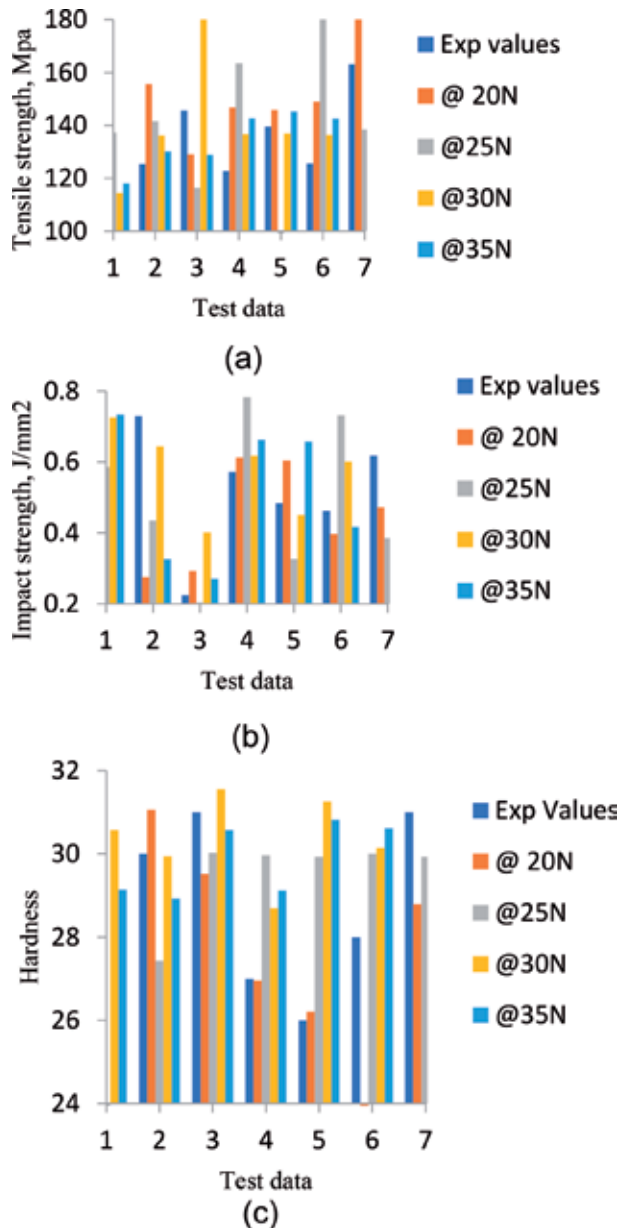 Tensile strength, Mpa
180
160
140
120
100
1 2 3 4 5 6 7
Test data
Exp values
@ 20N
@25N
@30N
@35N
(a)
Impact strength, J/mm2
0.8
0.6
0.4
0.2
1 2 3 4 5 6 7
Test data
Exp values
@ 20N
@25N
@30N
@35N
(b)
Hardness
32
30
28
26
24
1 2 3 4 5 6 7
Test data
Exp Values
@ 20N
@25N
@30N
@35N
(c)